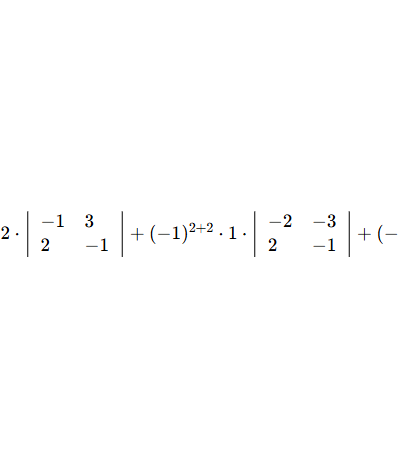 2 · | −1 3 ; 2 −1 | + (−1)^{2+2} · 1 · | −2 −3 ; 2 −1 | + (−